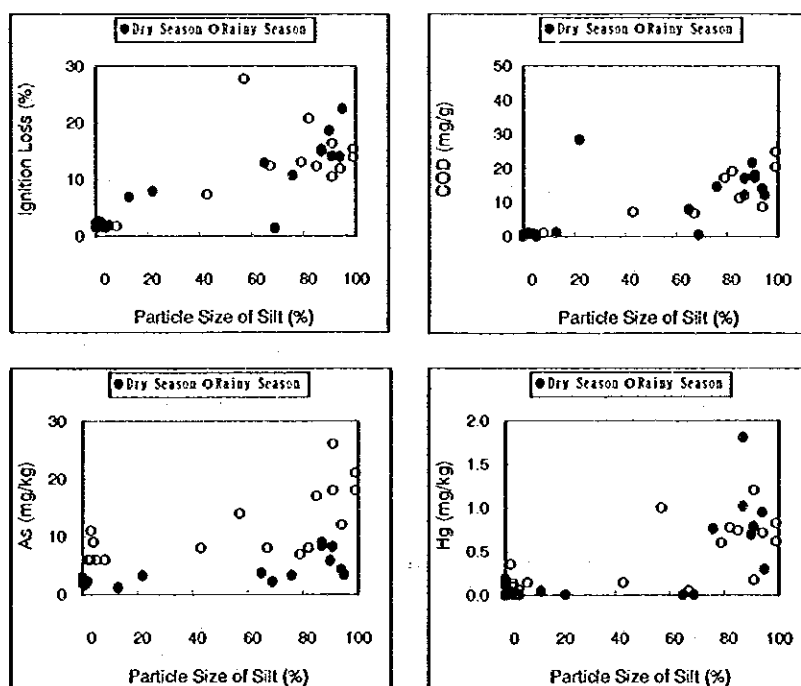 ● Dry Season ○ Rainy Season
30
20
10
0
Ignition Loss (%)
0 20 40 60 80 100
Particle Size of Silt (%)
● Dry Season ○ Rainy Season
50
40
30
20
10
0
COD (mg/g)
0 20 40 60 80 100
Particle Size of Silt (%)
● Dry Season ○ Rainy Season
30
20
10
0
As (mg/kg)
0 20 40 60 80 100
Particle Size of Silt (%)
● Dry Season ○ Rainy Season
2.0
1.5
1.0
0.5
0.0
Hg (mg/kg)
0 20 40 60 80 100
Particle Size of Silt (%)